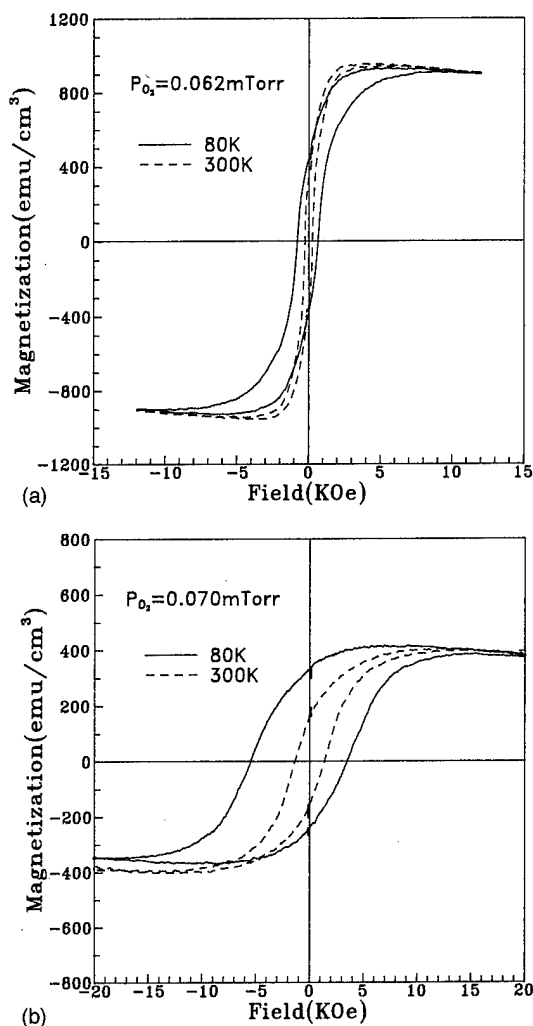 1200
800
400
0
-400
-800
-1200
Magnetization(emu/cm³)
P_O₂=0.062mTorr
80K
300K
-15 -10 -5 0 5 10 15
Field(KOe)
(a)
800
600
400
200
0
-200
-400
-600
-800
Magnetization(emu/cm³)
P_O₂=0.070mTorr
80K
300K
-20 -15 -10 -5 0 5 10 15 20
Field(KOe)
(b)